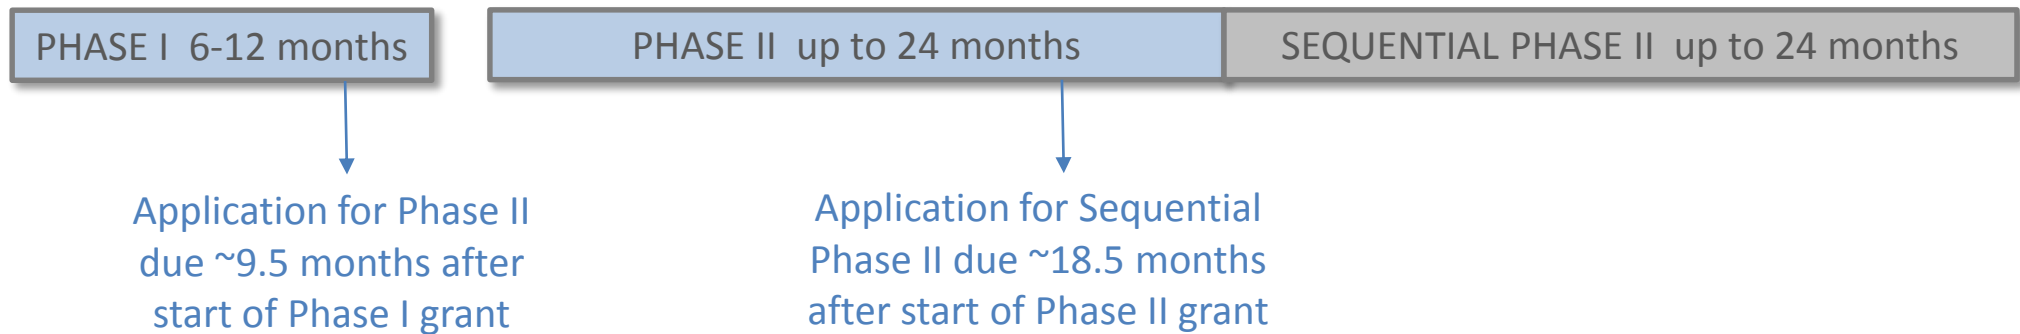 PHASE I 6-12 months
PHASE II up to 24 months
SEQUENTIAL PHASE II up to 24 months
Application for Phase II
due ~9.5 months after
start of Phase I grant
Application for Sequential
Phase II due ~18.5 months
after start of Phase II grant